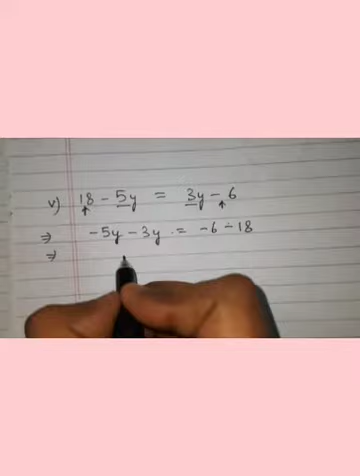 v) 18 - 5y = 3y - 6
⇒ -5y - 3y = -6 - 18
⇒